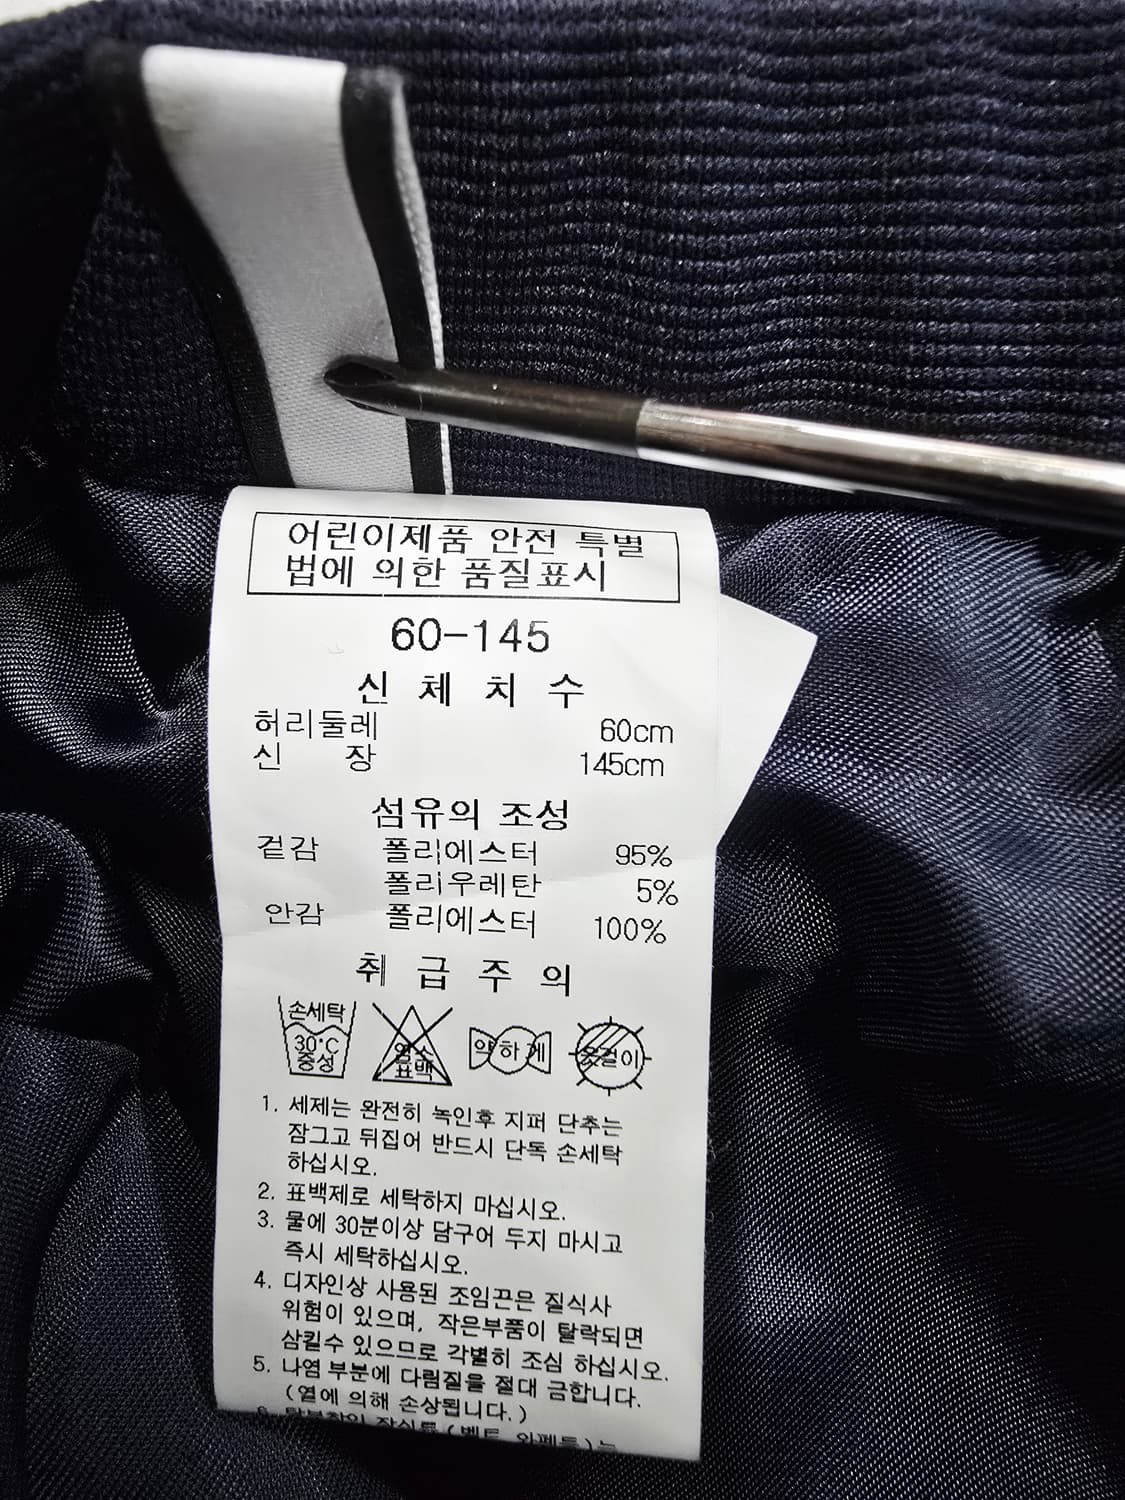 어린이제품 안전 특별
법에 의한 품질표시
60-145
신 체 치 수
허리둘레 60cm
신 장 145cm
섬유의 조성
겉감 폴리에스터 95%
폴리우레탄 5%
안감 폴리에스터 100%
취 급 주 의
손세탁 30°C 중성
염소 표백
약하게
옷걸이
1. 세제는 완전히 녹인후 지퍼 단추는
잠그고 뒤집어 반드시 단독 손세탁
하십시오.
2. 표백제로 세탁하지 마십시오.
3. 물에 30분이상 담구어 두지 마시고
즉시 세탁하십시오.
4. 디자인상 사용된 조임끈은 질식사
위험이 있으며, 작은부품이 탈락되면
삼킬수 있으므로 각별히 조심 하십시오.
5. 나염 부분에 다림질을 절대 금합니다.
(열에 의해 손상됩니다.)